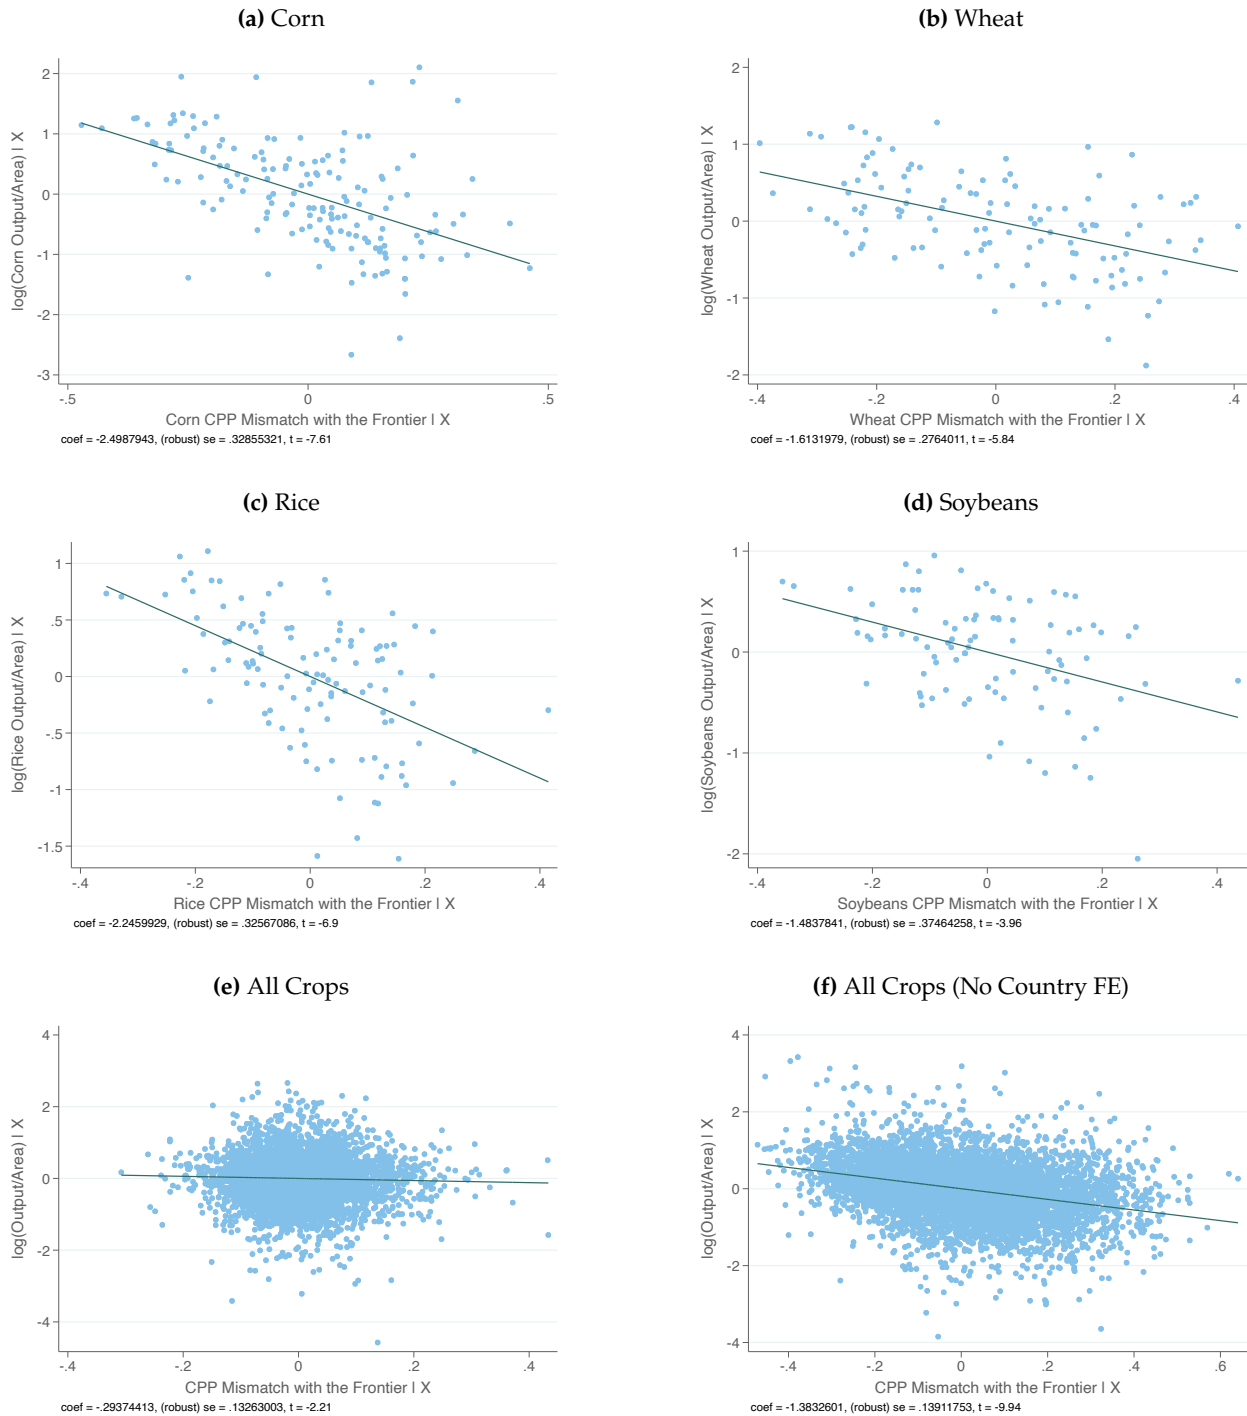 (a) Corn
2
1
0
-1
-2
-3
log(Corn Output/Area) | X
-.5
0
.5
Corn CPP Mismatch with the Frontier | X
coef = -2.4987943, (robust) se = .32855321, t = -7.61
(b) Wheat
2
1
0
-1
-2
log(Wheat Output/Area) | X
-.4
-.2
0
.2
.4
Wheat CPP Mismatch with the Frontier | X
coef = -1.6131979, (robust) se = .2764011, t = -5.84
(c) Rice
1
.5
0
-.5
-1
-1.5
log(Rice Output/Area) | X
-.4
-.2
0
.2
.4
Rice CPP Mismatch with the Frontier | X
coef = -2.2459929, (robust) se = .32567086, t = -6.9
(d) Soybeans
1
0
-1
-2
log(Soybeans Output/Area) | X
-.4
-.2
0
.2
.4
Soybeans CPP Mismatch with the Frontier | X
coef = -1.4837841, (robust) se = .37464258, t = -3.96
(e) All Crops
4
2
0
-2
-4
log(Output/Area) | X
-.4
-.2
0
.2
.4
CPP Mismatch with the Frontier | X
coef = -.29374413, (robust) se = .13263003, t = -2.21
(f) All Crops (No Country FE)
4
2
0
-2
-4
log(Output/Area) | X
-.4
-.2
0
.2
.4
.6
CPP Mismatch with the Frontier | X
coef = -1.3832601, (robust) se = .13911753, t = -9.94